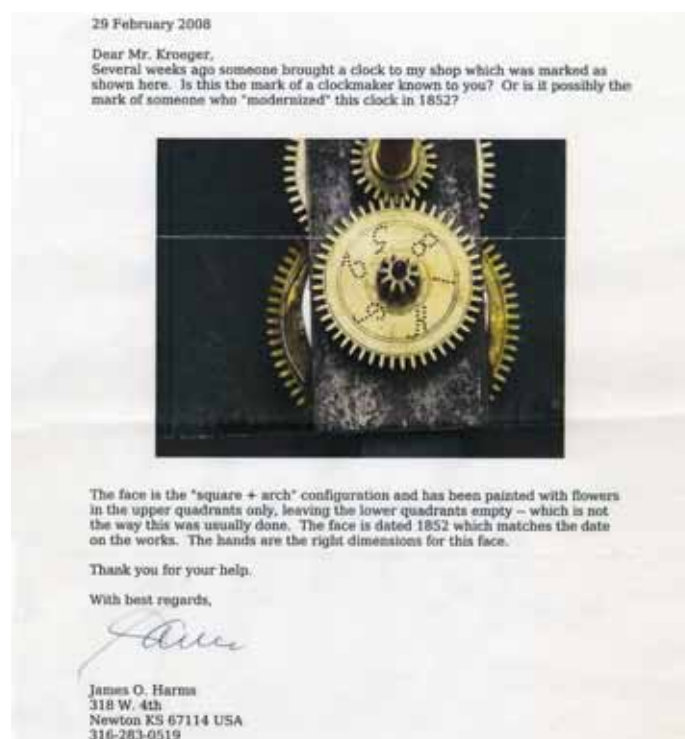 29 February 2008
Dear Mr. Kroeger,
Several weeks ago someone brought a clock to my shop which was marked as
shown here. Is this the mark of a clockmaker known to you? Or is it possibly the
mark of someone who "modernized" this clock in 1852?
The face is the "square + arch" configuration and has been painted with flowers
in the upper quadrants only, leaving the lower quadrants empty – which is not
the way this was usually done. The face is dated 1852 which matches the date
on the works. The hands are the right dimensions for this face.
Thank you for your help.
With best regards,
James O. Harms
318 W. 4th
Newton KS 67114 USA
316-283-0519